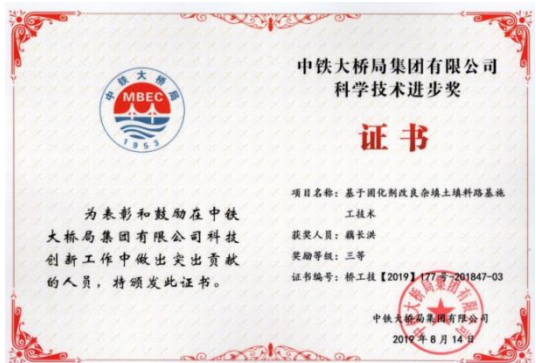 中铁大桥局
MBEC
1953
为表彰和鼓励在中铁
大桥局集团有限公司科技
创新工作中做出突出贡献
的人员，特颁发此证书。
中铁大桥局集团有限公司
科学技术进步奖
证书
项目名称：基于固化剂改良杂填土填料路基施
工技术
获奖人员：耦长洪
奖励等级：三等
证书编号：桥工技【2019】177号-201847-03
中铁大桥局集团有限公司
2019年8月14日